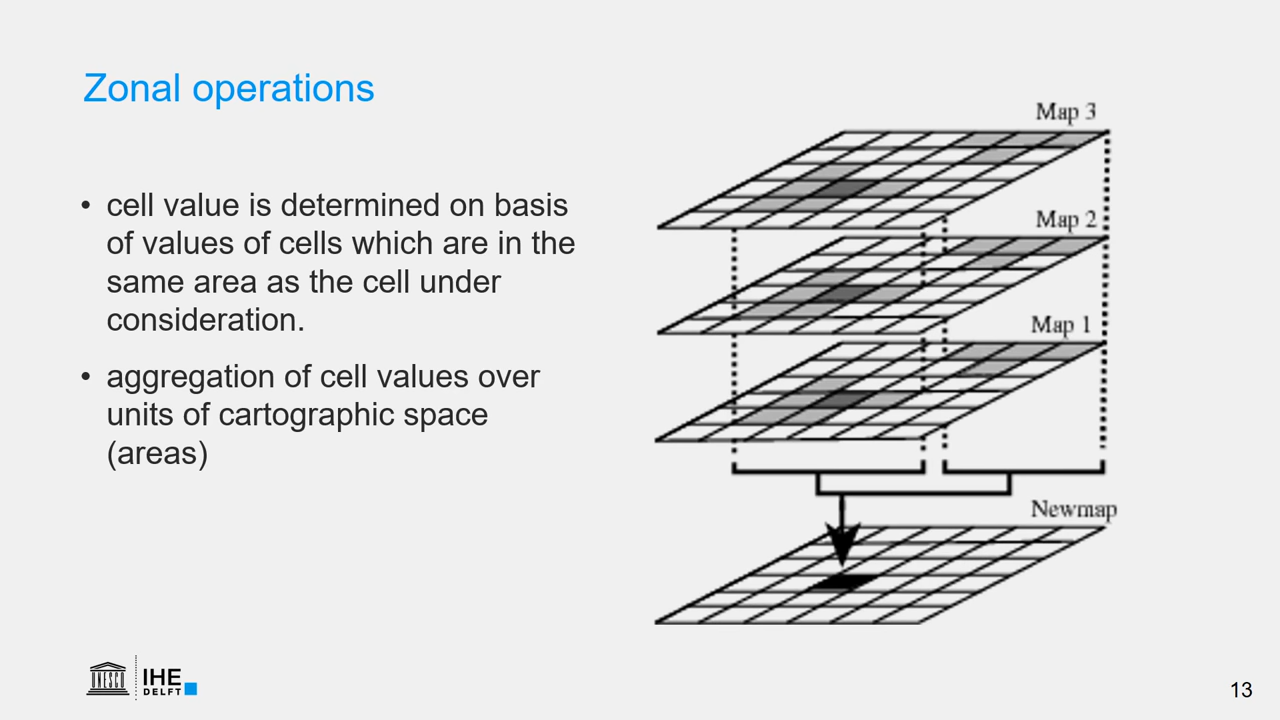 Zonal operations
• cell value is determined on basis
of values of cells which are in the
same area as the cell under
consideration.
• aggregation of cell values over
units of cartographic space
(areas)
Map 3
Map 2
Map 1
Newmap
UNESCO
IHE
DELFT
13